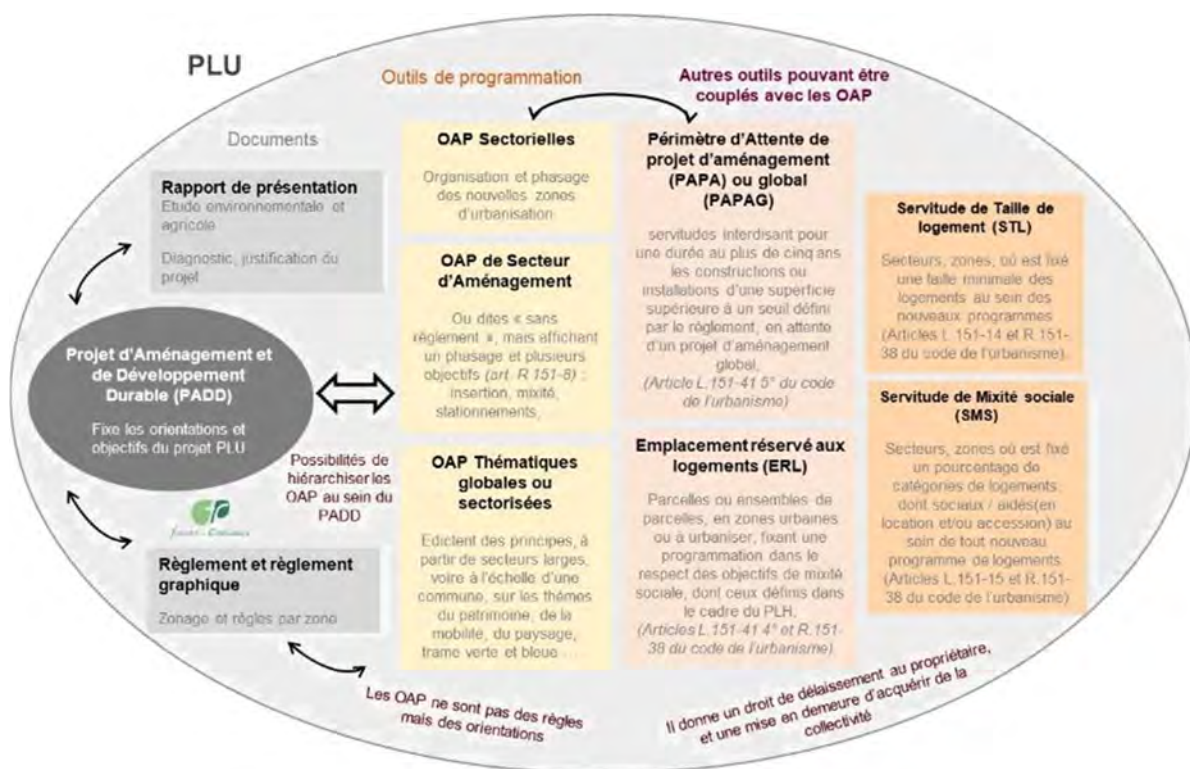 PLU
Outils de programmation
Autres outils pouvant être
couplés avec les OAP
Documents
Rapport de présentation
Etude environnementale et
agricole
Diagnostic, justification du
projet
Projet d'Aménagement et
de Développement
Durable (PADD)
Fixe les orientations et
objectifs du projet PLU
Règlement et règlement
graphique
Zonage et règles par zone
Possibilités de
hiérarchiser les
OAP au sein du
PADD
OAP Sectorielles
Organisation et phasage
des nouvelles zones
d'urbanisation
OAP de Secteur
d'Aménagement
Ou dites « sans
règlement », mais affichant
un phasage et plusieurs
objectifs (art. R 151-8) :
insertion, mixité,
stationnements,
OAP Thématiques
globales ou
sectorisées
Edictent des principes, à
partir de secteurs larges,
voire à l'échelle d'une
commune, sur les thèmes
du patrimoine, de la
mobilité, du paysage,
trame verte et bleue ....
Périmètre d'Attente de
projet d'aménagement
(PAPA) ou global
(PAPAG)
servitudes interdisant pour
une durée au plus de cinq ans
les constructions ou
installations d'une superficie
supérieure à un seuil défini
par le règlement, en attente
d'un projet d'aménagement
global.
(Article L.151-41 5° du code
de l'urbanisme)
Emplacement réservé aux
logements (ERL)
Parcelles ou ensembles de
parcelles, en zones urbaines
ou à urbaniser, fixant une
programmation dans le
respect des objectifs de mixité
sociale, dont ceux définis dans
le cadre du PLH.
(Articles L.151-41 4° et R.151-
38 du code de l'urbanisme)
Servitude de Taille de
logement (STL)
Secteurs, zones, où est fixé
une taille minimale des
logements au sein des
nouveaux programmes
(Articles L.151-14 et R.151-
38 du code de l'urbanisme)
Servitude de Mixité sociale
(SMS)
Secteurs, zones où est fixé
un pourcentage de
catégories de logements,
dont sociaux / aidés(en
location et/ou accession) au
sein de tout nouveau
programme de logements
(Articles L.151-15 et R.151-
38 du code de l'urbanisme)
Les OAP ne sont pas des règles
mais des orientations
Il donne un droit de délaissement au propriétaire,
et une mise en demeure d'acquérir de la
collectivité